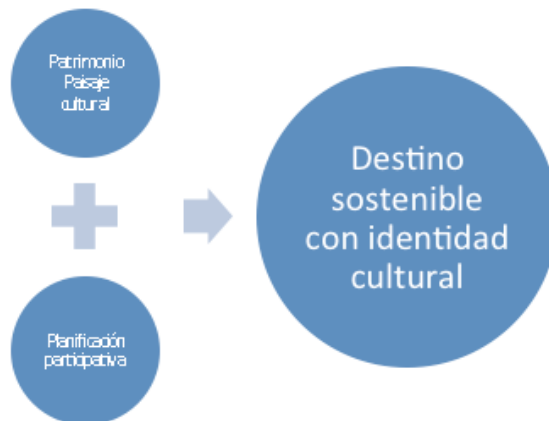 Patrimonio
Paisaje
cultural
Planificación
participativa
Destino
sostenible
con identidad
cultural